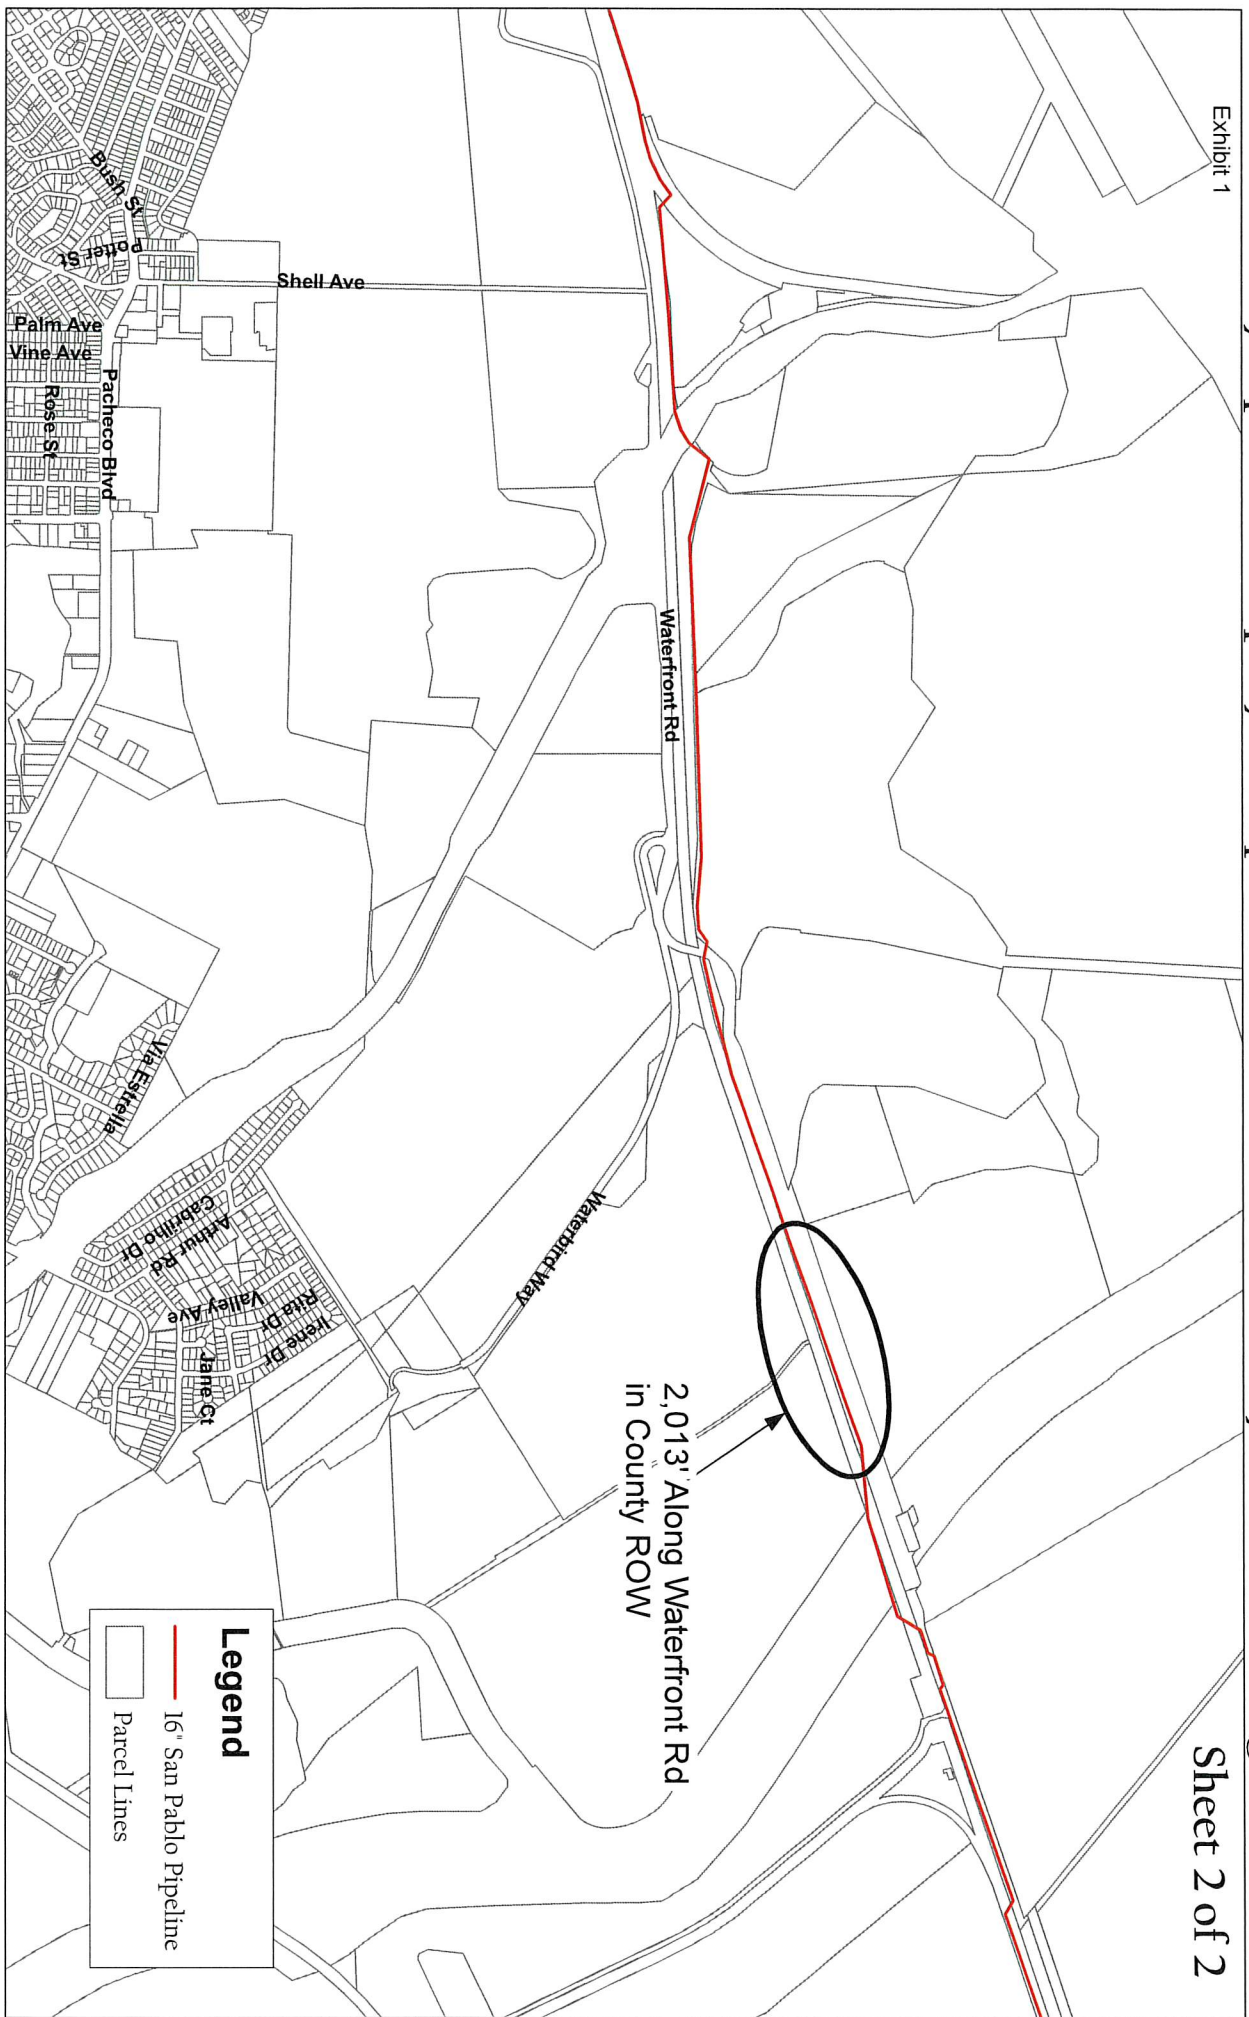 Exhibit 1
Sheet 2 of 2
Bush St
Potter St
Shell Ave
Palm Ave
Vine Ave
Rose St
Pacheco Blvd
Waterfront Rd
Waterbird Way
Via Estrella
Cabrilho Dr
Arthur Rd
Valley Ave
Rita Dr
Irene Dr
Jane Ct
2,013' Along Waterfront Rd
in County ROW
Legend
16" San Pablo Pipeline
Parcel Lines